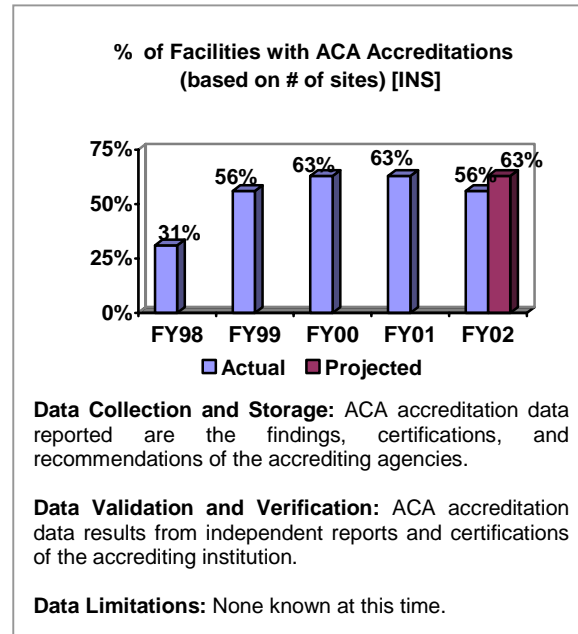 % of Facilities with ACA Accreditations
(based on # of sites) [INS]
75%
50%
25%
0%
31%
56%
63%
63%
56%
63%
FY98 FY99 FY00 FY01 FY02
Actual Projected
Data Collection and Storage: ACA accreditation data
reported are the findings, certifications, and
recommendations of the accrediting agencies.
Data Validation and Verification: ACA accreditation
data results from independent reports and certifications
of the accrediting institution.
Data Limitations: None known at this time.